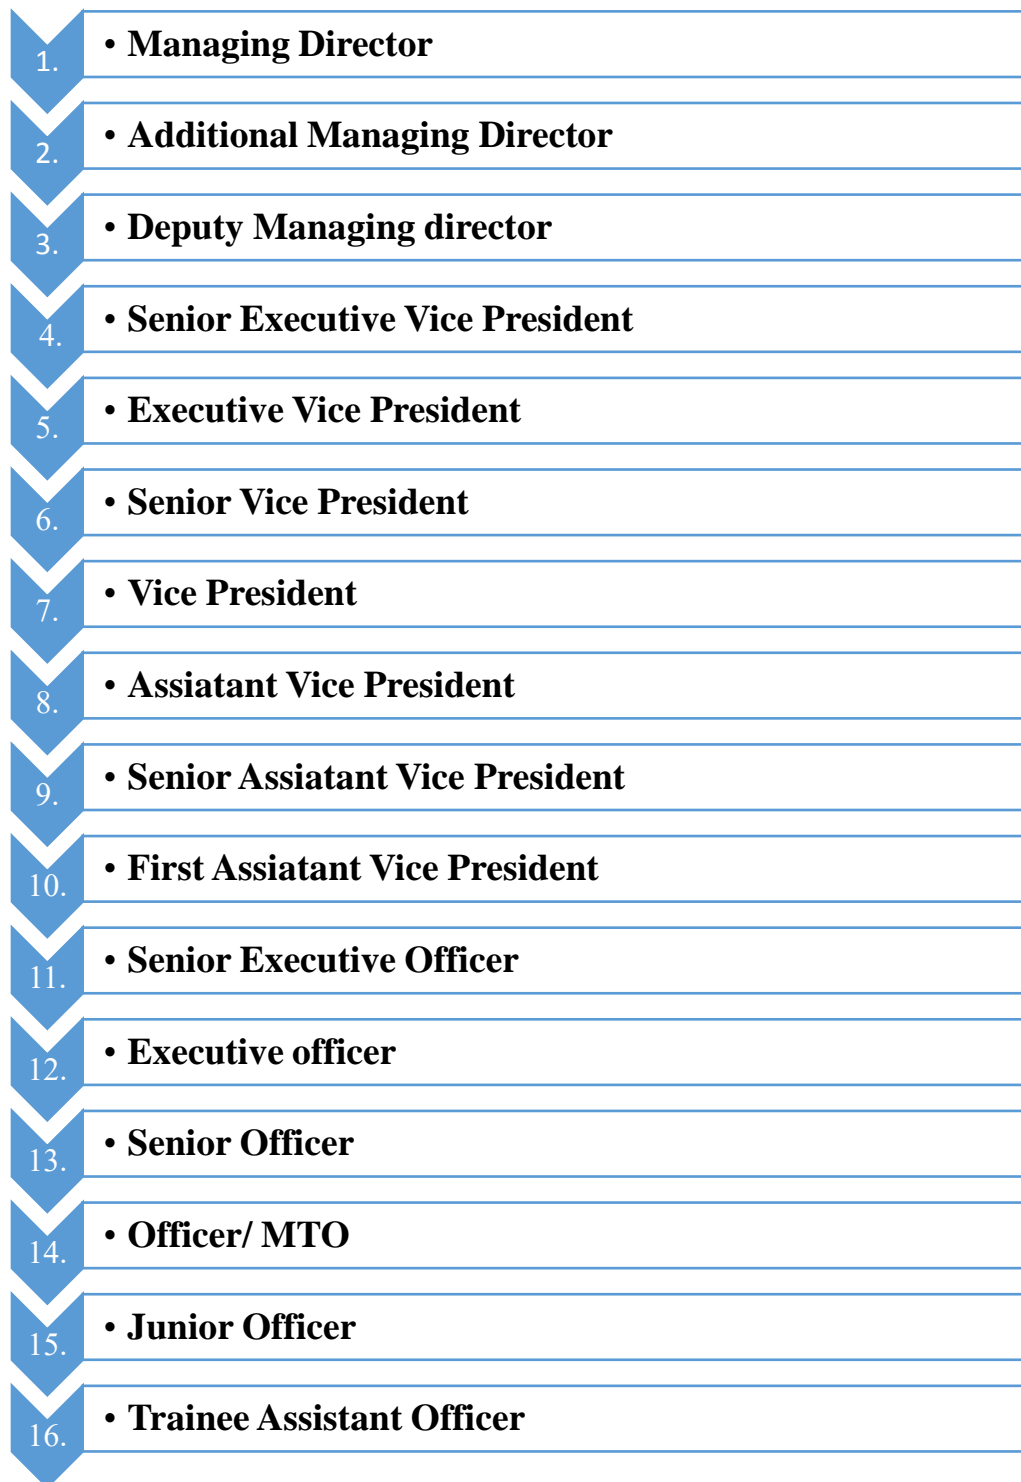 1. • Managing Director
2. • Additional Managing Director
3. • Deputy Managing director
4. • Senior Executive Vice President
5. • Executive Vice President
6. • Senior Vice President
7. • Vice President
8. • Assiatant Vice President
9. • Senior Assiatant Vice President
10. • First Assiatant Vice President
11. • Senior Executive Officer
12. • Executive officer
13. • Senior Officer
14. • Officer/ MTO
15. • Junior Officer
16. • Trainee Assistant Officer